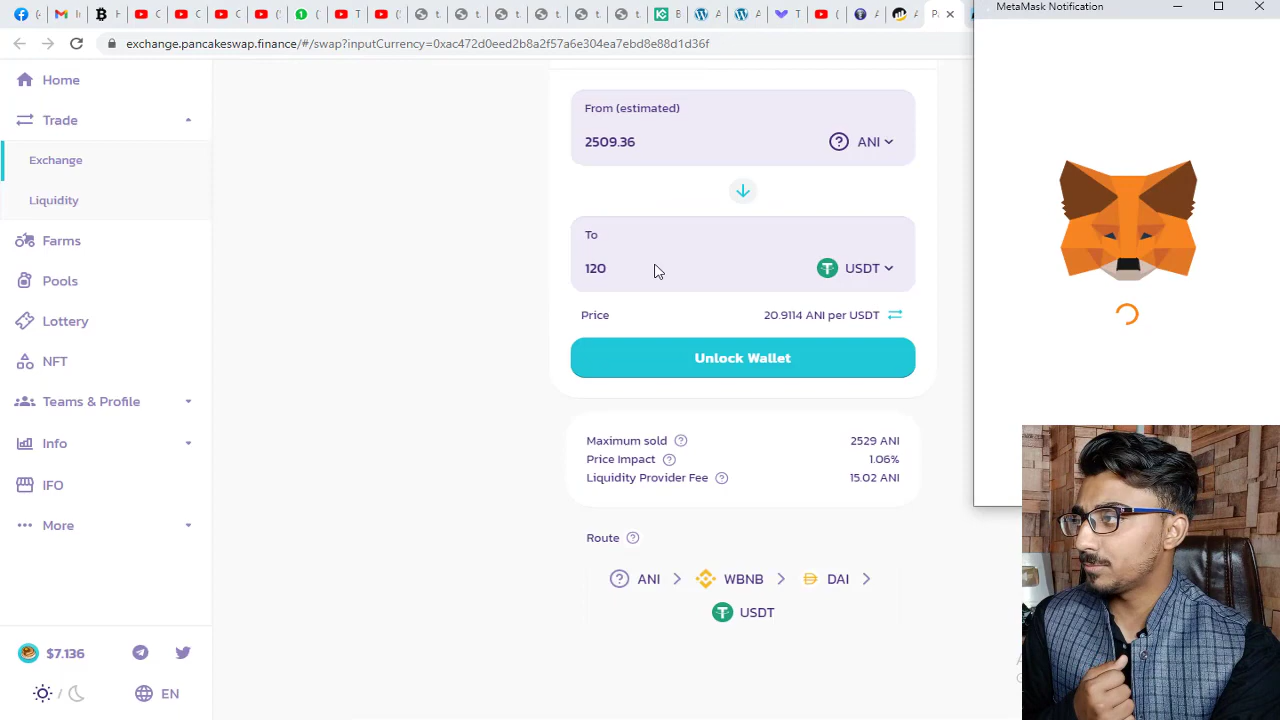 MetaMask Notification
exchange.pancakeswap.finance/#/swap?inputCurrency=0xac472d0eed2b8a2f57a6e304ea7ebd8e88d1d36f
Home
Trade
Exchange
Liquidity
Farms
Pools
Lottery
NFT
Teams & Profile
Info
IFO
More
$7.136
EN
From (estimated)
2509.36
ANI
To
120
USDT
Price
20.9114 ANI per USDT
Unlock Wallet
Maximum sold
2529 ANI
Price Impact
1.06%
Liquidity Provider Fee
15.02 ANI
Route
ANI
WBNB
DAI
USDT